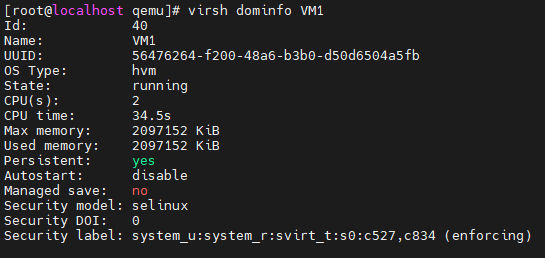 [root@localhost qemu]# virsh dominfo VM1
Id:             40
Name:           VM1
UUID:           56476264-f200-48a6-b3b0-d50d6504a5fb
OS Type:        hvm
State:          running
CPU(s):         2
CPU time:       34.5s
Max memory:     2097152 KiB
Used memory:    2097152 KiB
Persistent:     yes
Autostart:      disable
Managed save:   no
Security model: selinux
Security DOI:   0
Security label: system_u:system_r:svirt_t:s0:c527,c834 (enforcing)